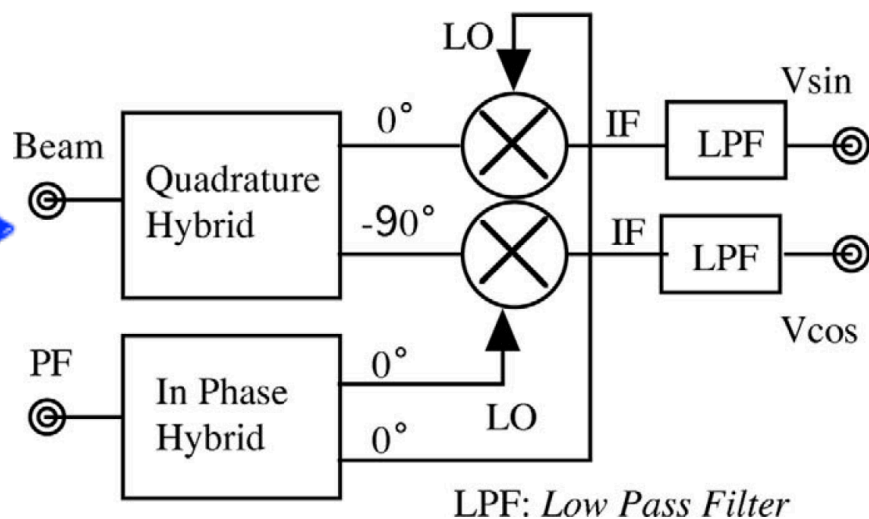 LO
Vsin
0°
IF
LPF
Beam
Quadrature
Hybrid
-90°
IF
LPF
Vcos
PF
0°
In Phase
Hybrid
LO
0°
LPF: Low Pass Filter